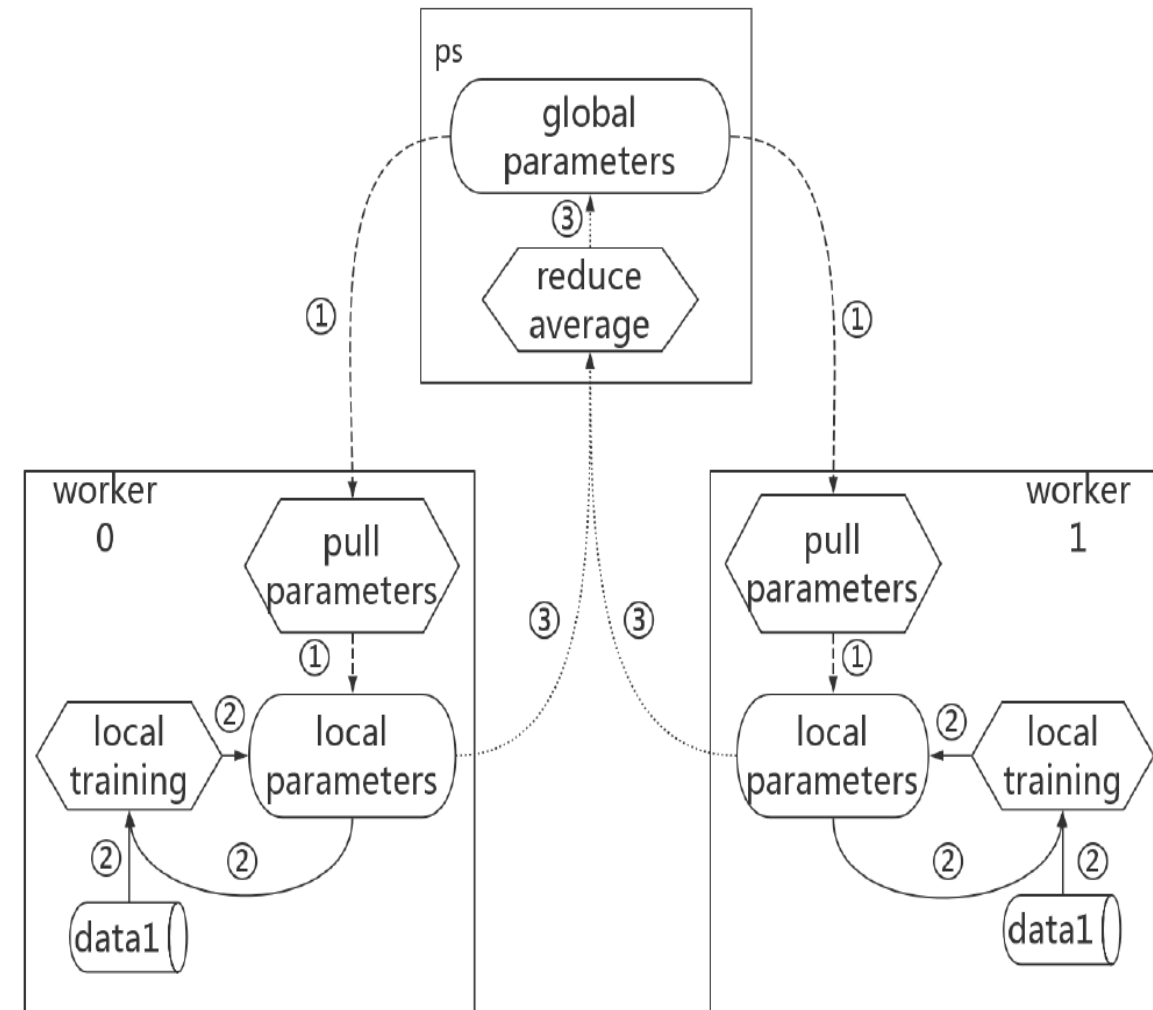 ps
global
parameters
③
reduce
average
①
①
worker
0
pull
parameters
①
③
③
worker
1
pull
parameters
①
local
training
②
local
parameters
②
②
data1
local
parameters
②
local
training
②
②
data1